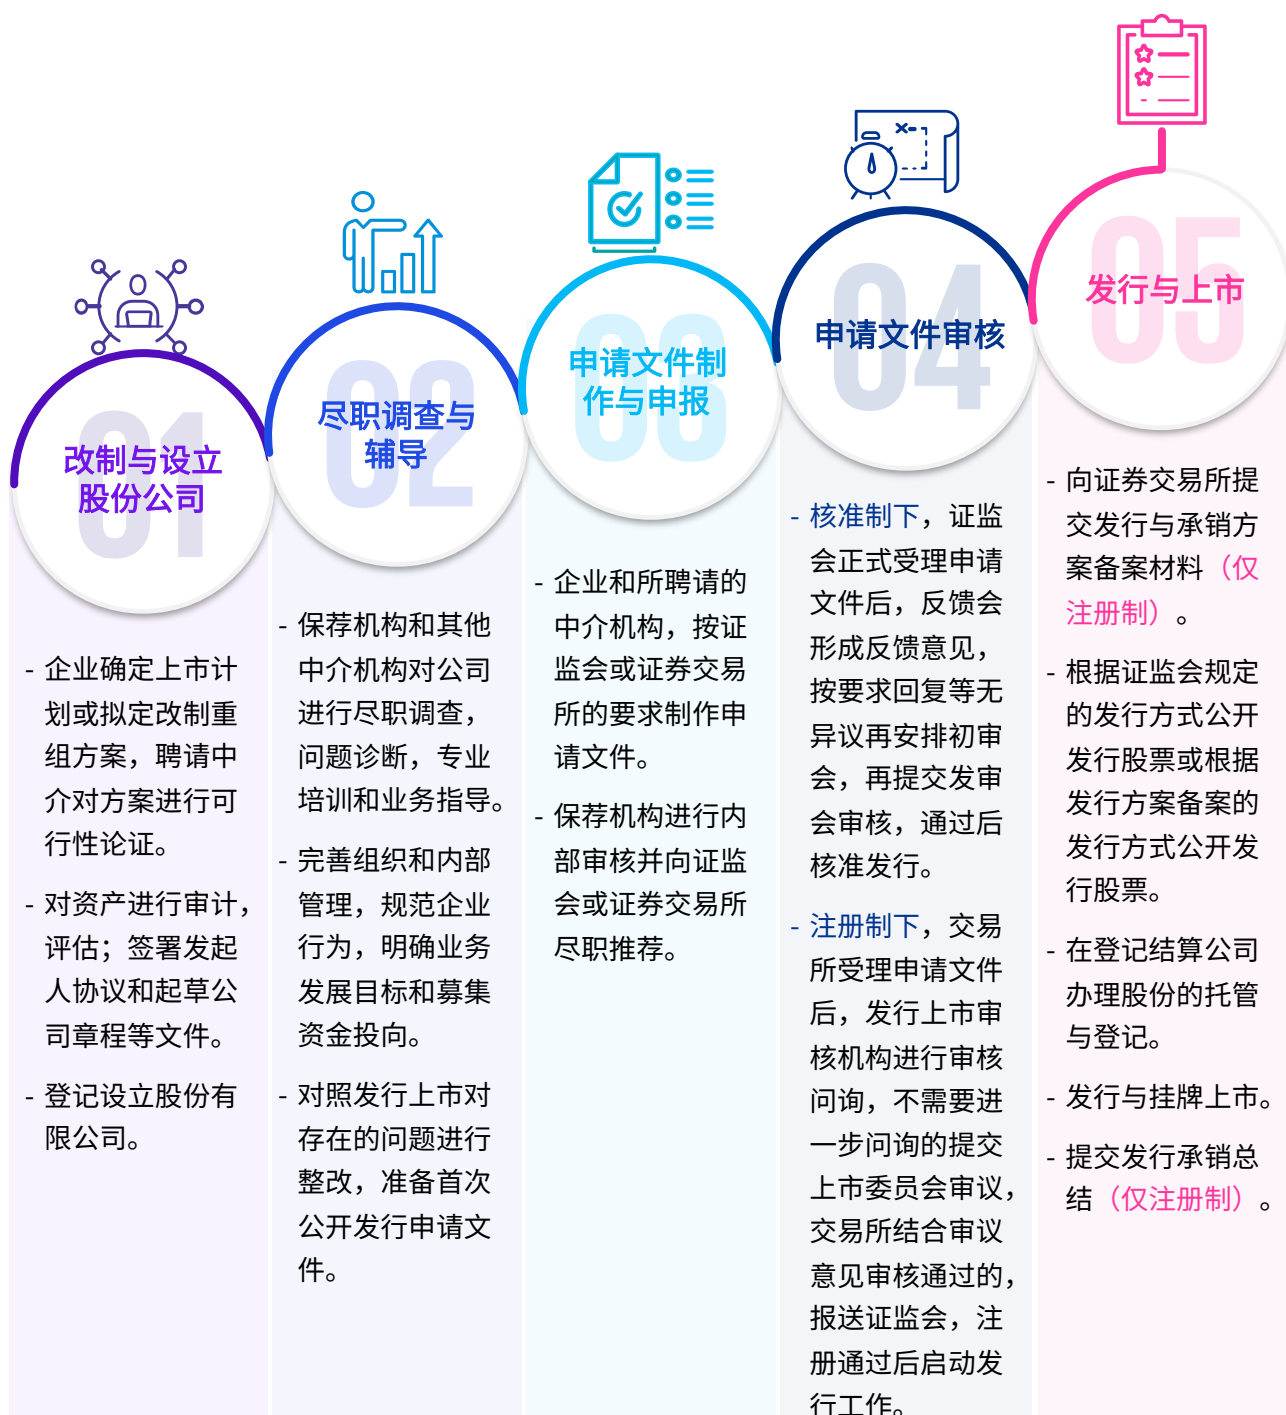 01
改制与设立
股份公司
- 企业确定上市计
划或拟定改制重
组方案，聘请中
介对方案进行可
行性论证。
- 对资产进行审计，
评估；签署发起
人协议和起草公
司章程等文件。
- 登记设立股份有
限公司。
02
尽职调查与
辅导
- 保荐机构和其他
中介机构对公司
进行尽职调查，
问题诊断，专业
培训和业务指导。
- 完善组织和内部
管理，规范企业
行为，明确业务
发展目标和募集
资金投向。
- 对照发行上市对
存在的问题进行
整改，准备首次
公开发行申请文
件。
03
申请文件制
作与申报
- 企业和所聘请的
中介机构，按证
监会或证券交易
所的要求制作申
请文件。
- 保荐机构进行内
部审核并向证监
会或证券交易所
尽职推荐。
04
申请文件审核
- 核准制下，证监
会正式受理申请
文件后，反馈会
形成反馈意见，
按要求回复等无
异议再安排初审
会，再提交发审
会审核，通过后
核准发行。
- 注册制下，交易
所受理申请文件
后，发行上市审
核机构进行审核
问询，不需要进
一步问询的提交
上市委员会审议，
交易所结合审议
意见审核通过的，
报送证监会，注
册通过后启动发
行工作。
05
发行与上市
- 向证券交易所提
交发行与承销方
案备案材料（仅
注册制）。
- 根据证监会规定
的发行方式公开
发行股票或根据
发行方案备案的
发行方式公开发
行股票。
- 在登记结算公司
办理股份的托管
与登记。
- 发行与挂牌上市。
- 提交发行承销总
结（仅注册制）。